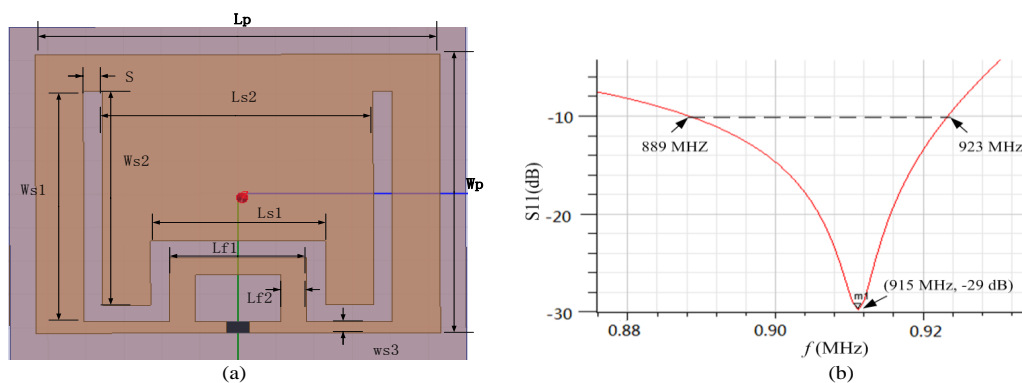 Lp
S
Ls2
Ws2
Ws1
Wp
Ls1
Lf1
Lf2
ws3
(a)
S11(dB)
-10
-20
-30
889 MHZ
923 MHZ
m1
(915 MHz, -29 dB)
0.88
0.90
0.92
f (MHz)
(b)